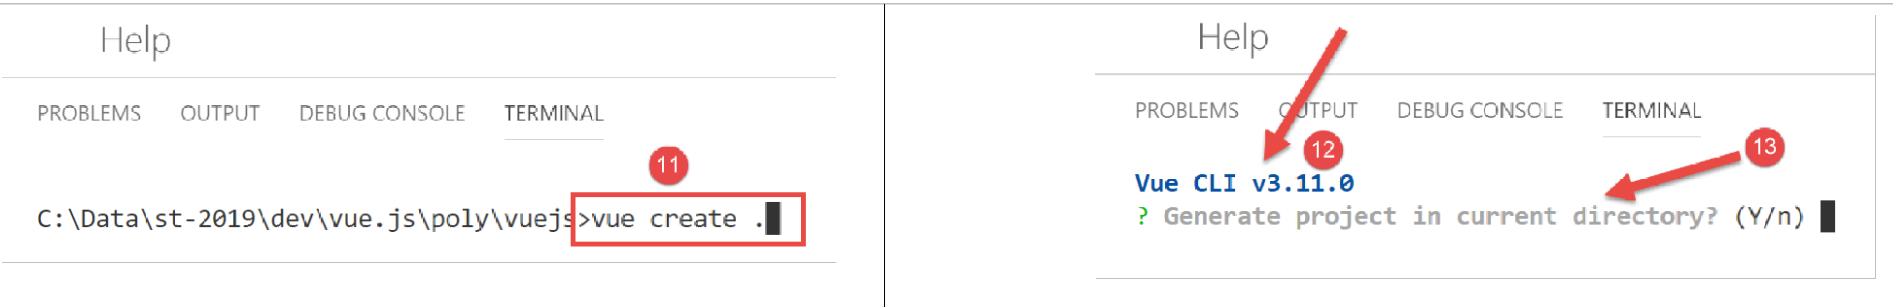 Help
PROBLEMS OUTPUT DEBUG CONSOLE TERMINAL
11
C:\Data\st-2019\dev\vue.js\poly\vuejs>vue create .
Help
PROBLEMS OUTPUT DEBUG CONSOLE TERMINAL
12
13
Vue CLI v3.11.0
? Generate project in current directory? (Y/n)